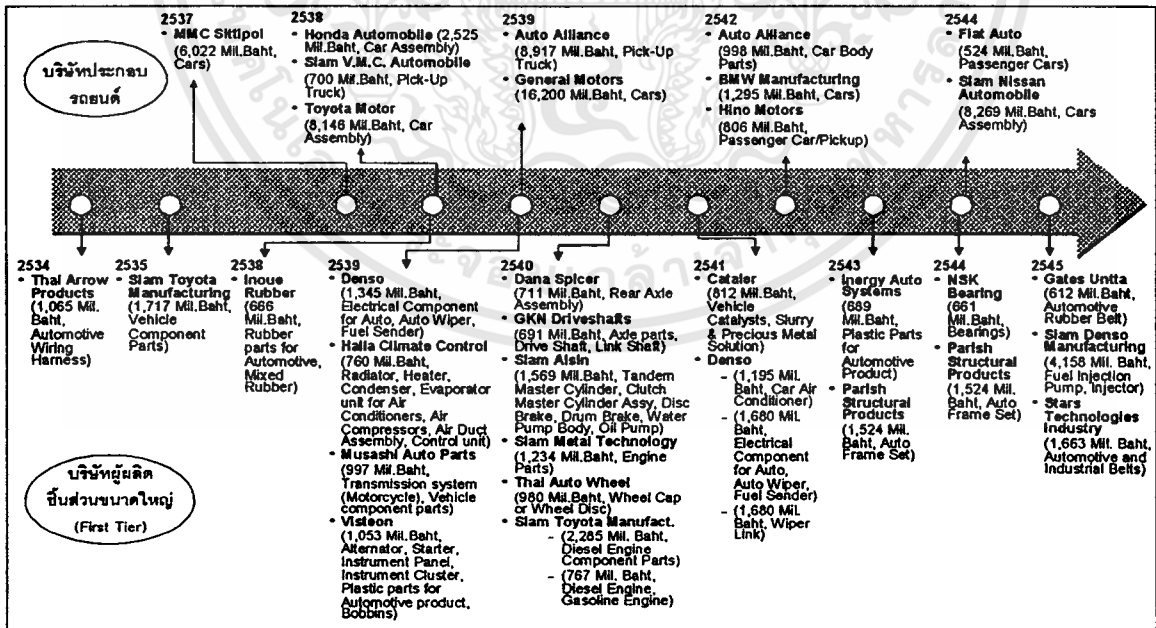 บริษัทประกอบ
รถยนต์
2537
• MMC Sittipol
(6,022 Mil.Baht,
Cars)
2538
• Honda Automobile (2,525
Mil.Baht, Car Assembly)
• Siam V.M.C. Automobile
(700 Mil.Baht, Pick-Up
Truck)
• Toyota Motor
(8,146 Mil.Baht, Car
Assembly)
2539
• Auto Alliance
(8,917 Mil.Baht, Pick-Up
Truck)
• General Motors
(16,200 Mil.Baht, Cars)
2542
• Auto Alliance
(998 Mil.Baht, Car Body
Parts)
• BMW Manufacturing
(1,295 Mil.Baht, Cars)
• Hino Motors
(806 Mil.Baht,
Passenger Car/Pickup)
2544
• Fiat Auto
(524 Mil.Baht,
Passenger Cars)
• Siam Nissan
Automobile
(8,269 Mil.Baht, Cars
Assembly)
2534
• Thai Arrow
Products
(1,065 Mil.
Baht,
Automotive
Wiring
Harness)
2535
• Siam Toyota
Manufacturing
(1,717 Mil.Baht,
Vehicle
Component
Parts)
2538
• Inoue
Rubber
(666
Mil.Baht,
Rubber
parts for
Automotive,
Mixed
Rubber)
2539
• Denso
(1,345 Mil.Baht,
Electrical Component
for Auto, Auto Wiper,
Fuel Sender)
• Halla Climate Control
(760 Mil.Baht,
Radiator, Heater,
Condenser, Evaporator
unit for Air
Conditioners, Air
Compressors, Air Duct
Assembly, Control unit)
• Musashi Auto Parts
(997 Mil.Baht,
Transmission system
(Motorcycle), Vehicle
component parts)
• Visteon
(1,053 Mil.Baht,
Alternator, Starter,
Instrument Panel,
Instrument Cluster,
Plastic parts for
Automotive product,
Bobbins)
2540
• Dana Spicer
(711 Mil.Baht, Rear Axle
Assembly)
• GKN Driveshafts
(691 Mil.Baht, Axle parts,
Drive Shaft, Link Shaft)
• Siam Aisin
(1,569 Mil.Baht, Tandem
Master Cylinder, Clutch
Master Cylinder Assy, Disc
Brake, Drum Brake, Water
Pump Body, Oil Pump)
• Siam Metal Technology
(1,234 Mil.Baht, Engine
Parts)
• Thai Auto Wheel
(980 Mil.Baht, Wheel Cap
or Wheel Disc)
• Siam Toyota Manufact.
- (2,285 Mil. Baht,
Diesel Engine
Component Parts)
- (767 Mil. Baht,
Diesel Engine,
Gasoline Engine)
2541
• Cataler
(812 Mil.Baht,
Vehicle
Catalysts, Slurry
& Precious Metal
Solution)
• Denso
- (1,195 Mil.
Baht, Car Air
Conditioner)
- (1,680 Mil.
Baht,
Electrical
Component
for Auto,
Auto Wiper,
Fuel Sender)
- (1,680 Mil.
Baht, Wiper
Link)
2543
• Inergy Auto
Systems
(689
Mil.Baht,
Plastic Parts
for
Automotive
Product)
• Parish
Structural
Products
(1,524 Mil.
Baht, Auto
Frame Set)
2544
• NSK
Bearing
(661
Mil.Baht,
Bearings)
• Parish
Structural
Products
(1,524 Mil.
Baht, Auto
Frame Set)
2545
• Gates Unitta
(612 Mil.Baht,
Automotive
Rubber Belt)
• Siam Denso
Manufacturing
(4,158 Mil. Baht,
Fuel Injection
Pump, Injector)
• Stars
Technologies
Industry
(1,663 Mil. Baht,
Automotive and
Industrial Belts)
บริษัทผู้ผลิต
ชิ้นส่วนขนาดใหญ่
(First Tier)